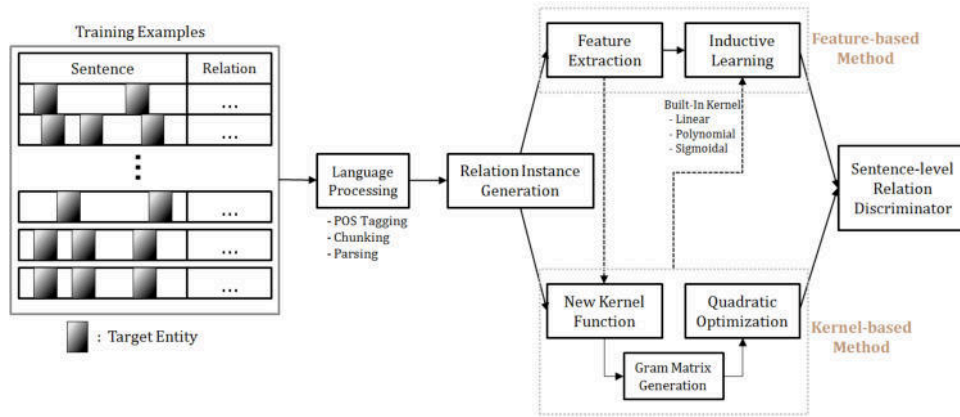 Training Examples
Sentence
Relation
...
...
...
...
...
: Target Entity
Language
Processing
- POS Tagging
- Chunking
- Parsing
Relation Instance
Generation
Feature
Extraction
Inductive
Learning
Feature-based
Method
Built-In Kernel
- Linear
- Polynomial
- Sigmoidal
Sentence-level
Relation
Discriminator
New Kernel
Function
Quadratic
Optimization
Gram Matrix
Generation
Kernel-based
Method